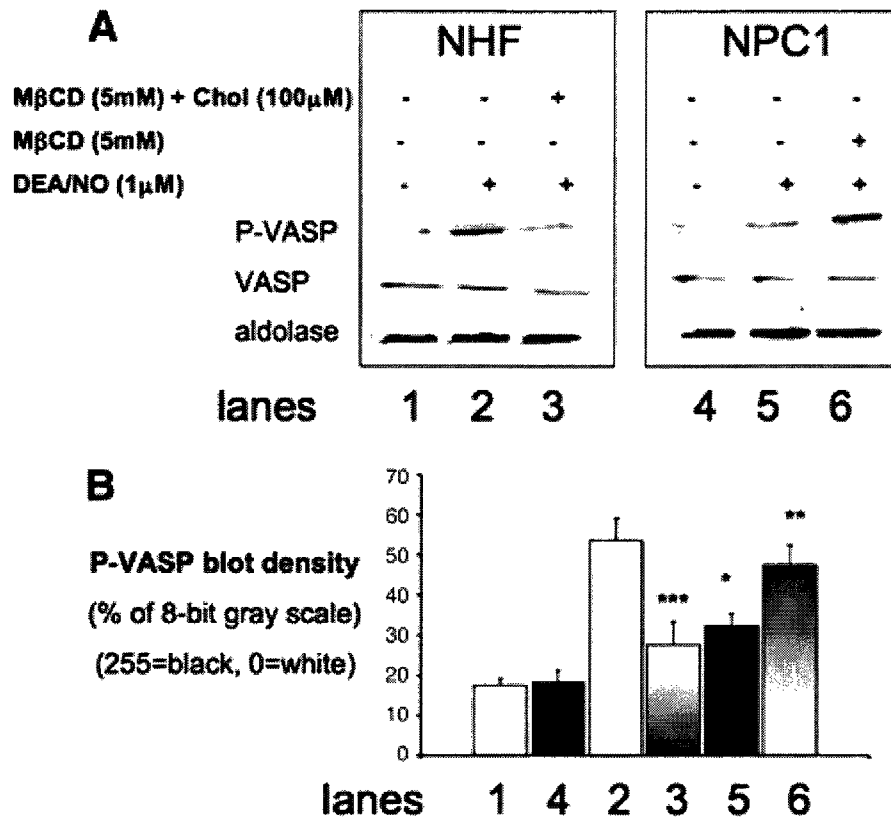 A
NHF
NPC1
MβCD (5mM) + Chol (100μM) - - + - - -
MβCD (5mM) - - - - - +
DEA/NO (1μM) - + + - + +
P-VASP
VASP
aldolase
lanes 1 2 3 4 5 6
B
P-VASP blot density
(% of 8-bit gray scale)
(255=black, 0=white)
70
60
50
40
30
20
10
0
*** * **
lanes 1 4 2 3 5 6